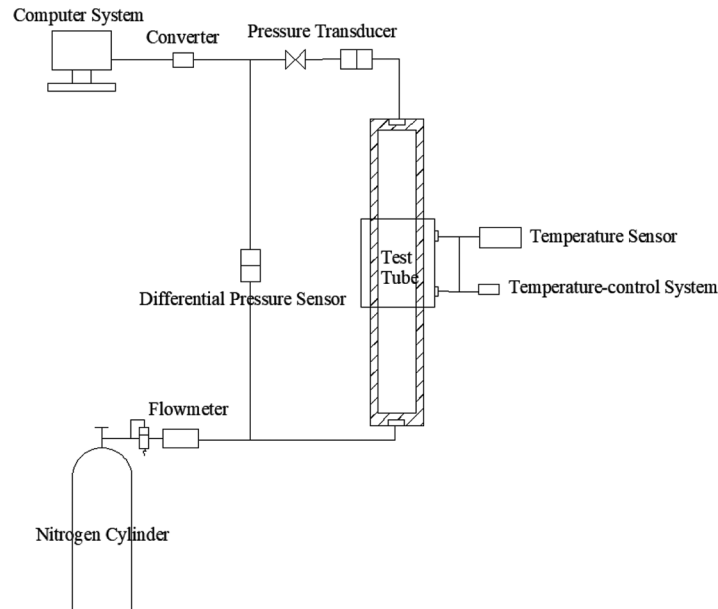 Computer System
Converter
Pressure Transducer
Temperature Sensor
Test
Tube
Temperature-control System
Differential Pressure Sensor
Flowmeter
Nitrogen Cylinder